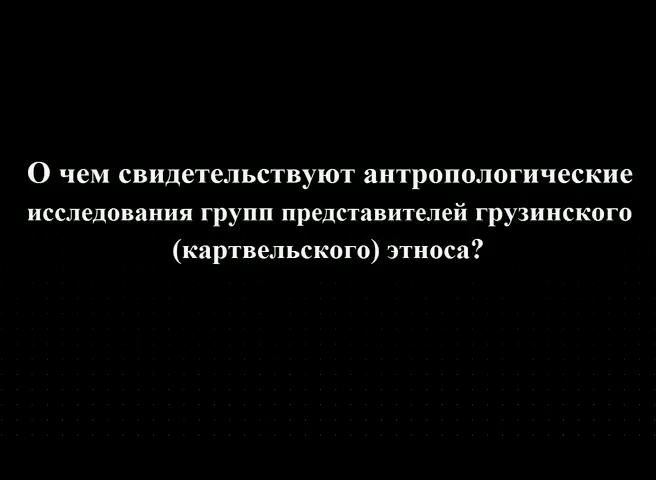 О чем свидетельствуют антропологические
исследования групп представителей грузинского
(картвельского) этноса?